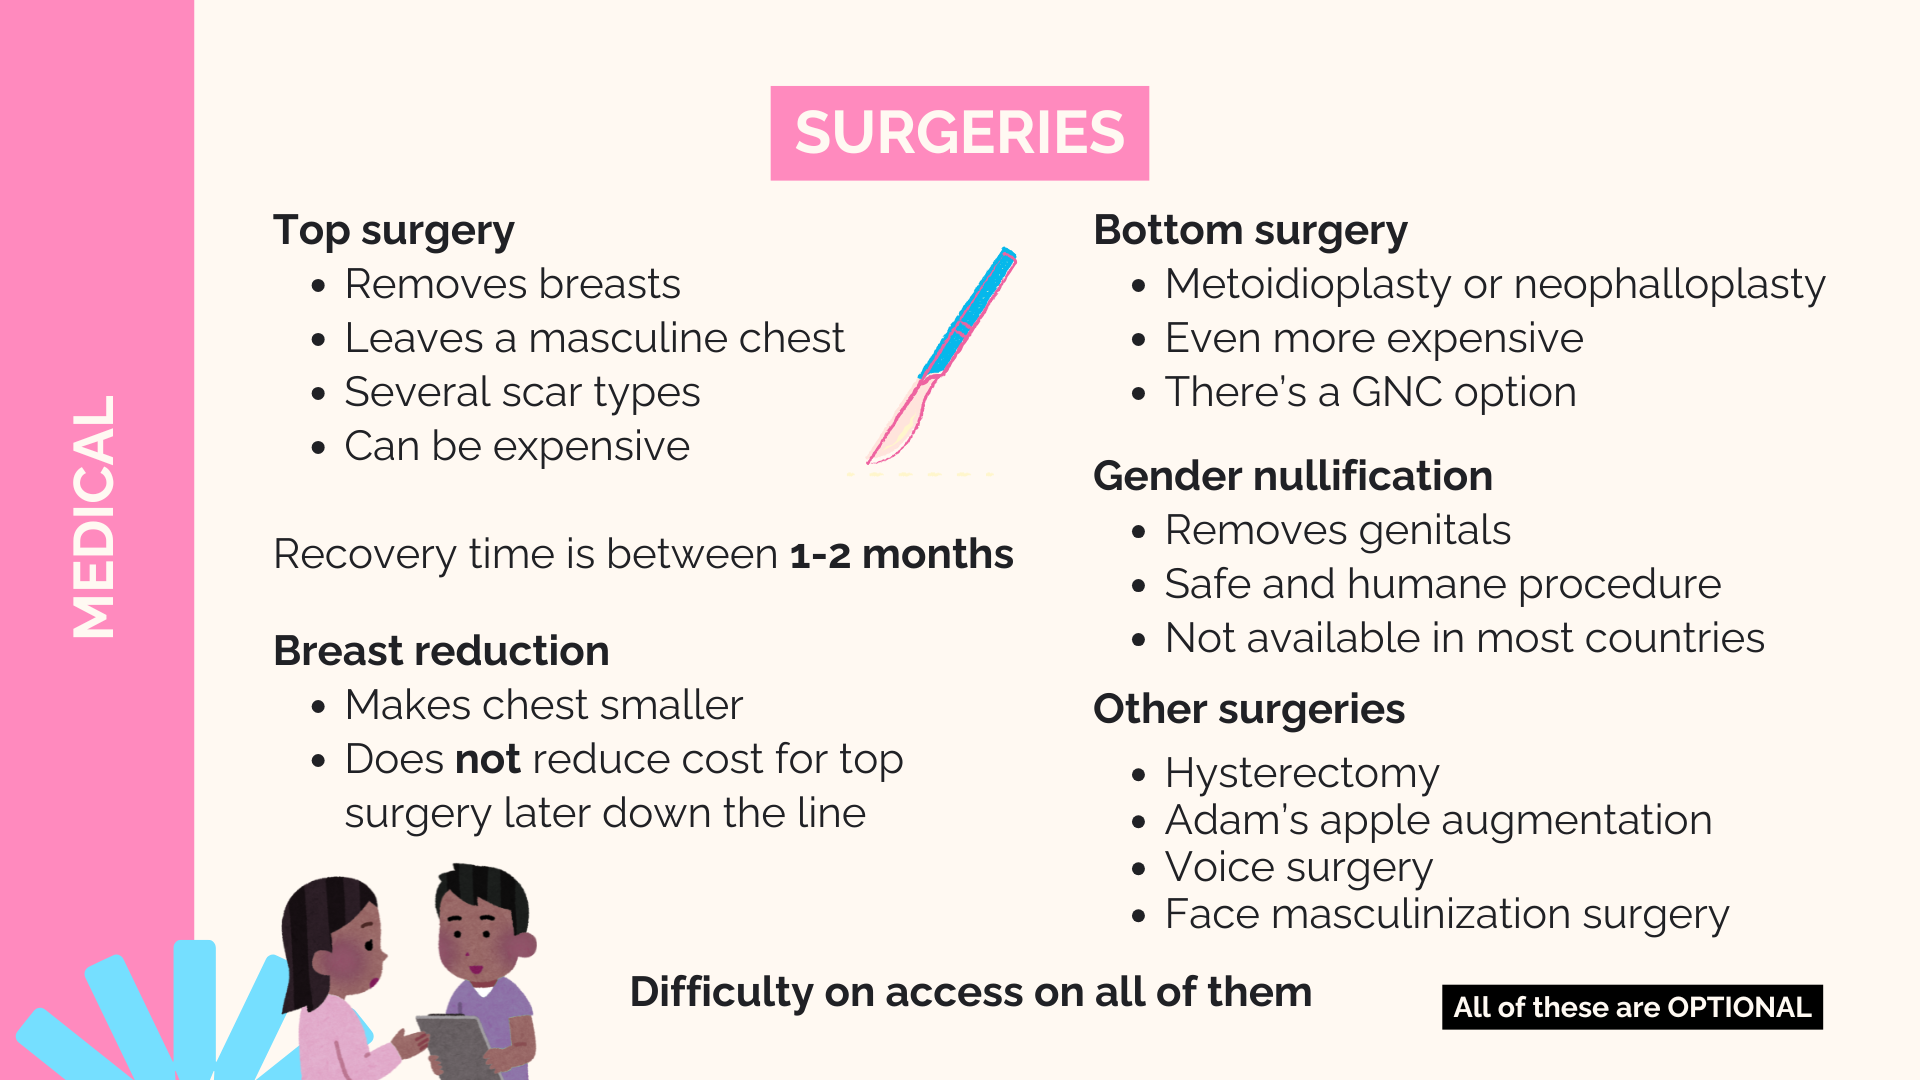 MEDICAL
SURGERIES
Top surgery
• Removes breasts
• Leaves a masculine chest
• Several scar types
• Can be expensive
Recovery time is between 1-2 months
Breast reduction
• Makes chest smaller
• Does not reduce cost for top
surgery later down the line
Bottom surgery
• Metoidioplasty or neophalloplasty
• Even more expensive
• There’s a GNC option
Gender nullification
• Removes genitals
• Safe and humane procedure
• Not available in most countries
Other surgeries
• Hysterectomy
• Adam’s apple augmentation
• Voice surgery
• Face masculinization surgery
Difficulty on access on all of them
All of these are OPTIONAL